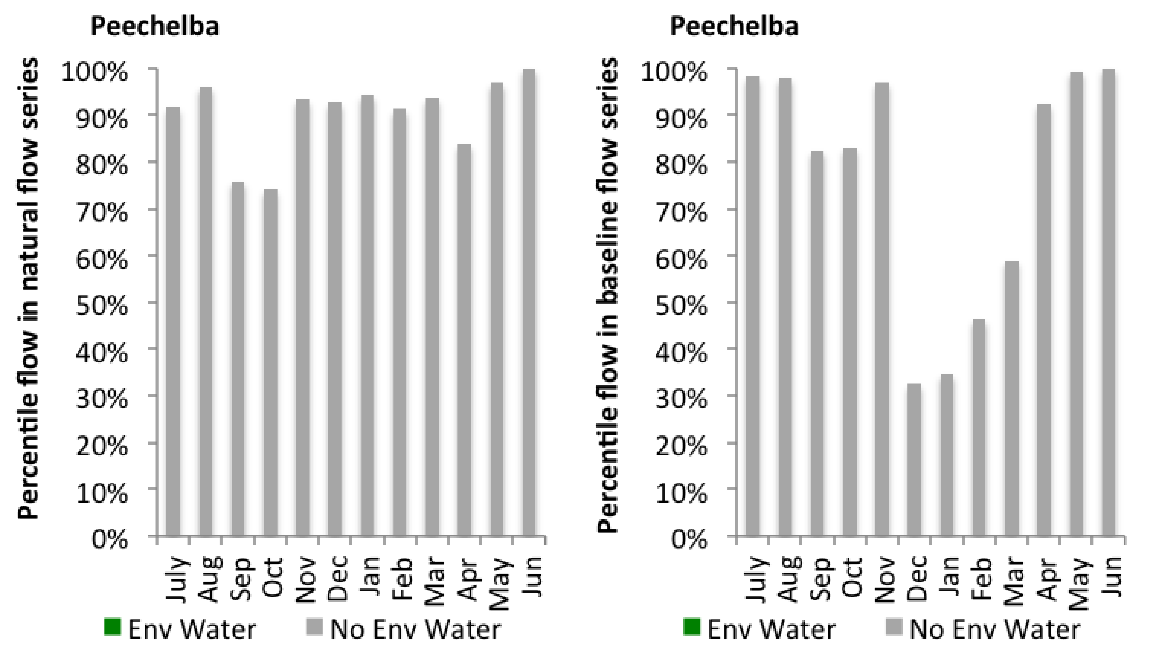 Peechelba
Percentile flow in natural flow series
100%
90%
80%
70%
60%
50%
40%
30%
20%
10%
0%
July Aug Sep Oct Nov Dec Jan Feb Mar Apr May Jun
Env Water No Env Water
Peechelba
Percentile flow in baseline flow series
100%
90%
80%
70%
60%
50%
40%
30%
20%
10%
0%
July Aug Sep Oct Nov Dec Jan Feb Mar Apr May Jun
Env Water No Env Water